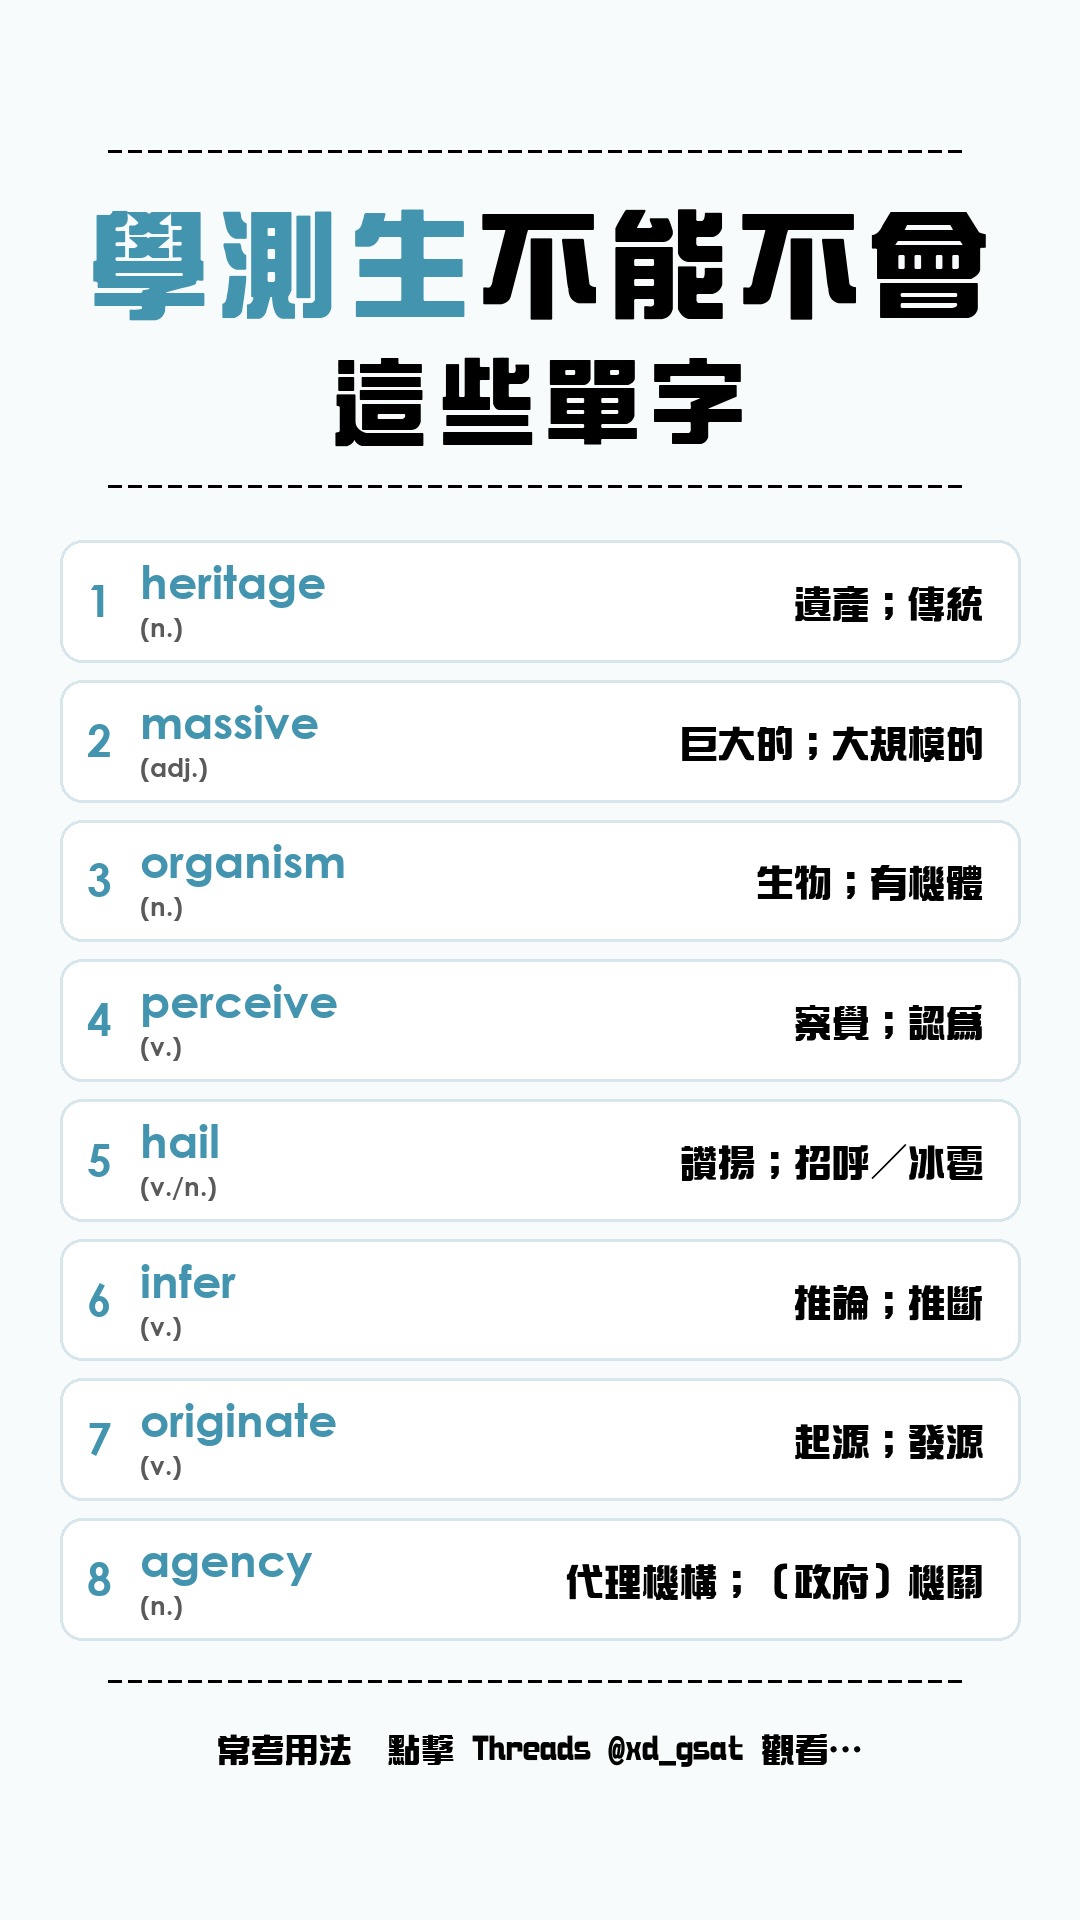 學測生不能不會
這些單字
1 heritage 遺產；傳統
(n.)
2 massive 巨大的；大規模的
(adj.)
3 organism 生物；有機體
(n.)
4 perceive 察覺；認為
(v.)
5 hail 讚揚；招呼／冰雹
(v./n.)
6 infer 推論；推斷
(v.)
7 originate 起源；發源
(v.)
8 agency 代理機構；（政府）機關
(n.)
常考用法　點擊 Threads @xd_gsat 觀看…